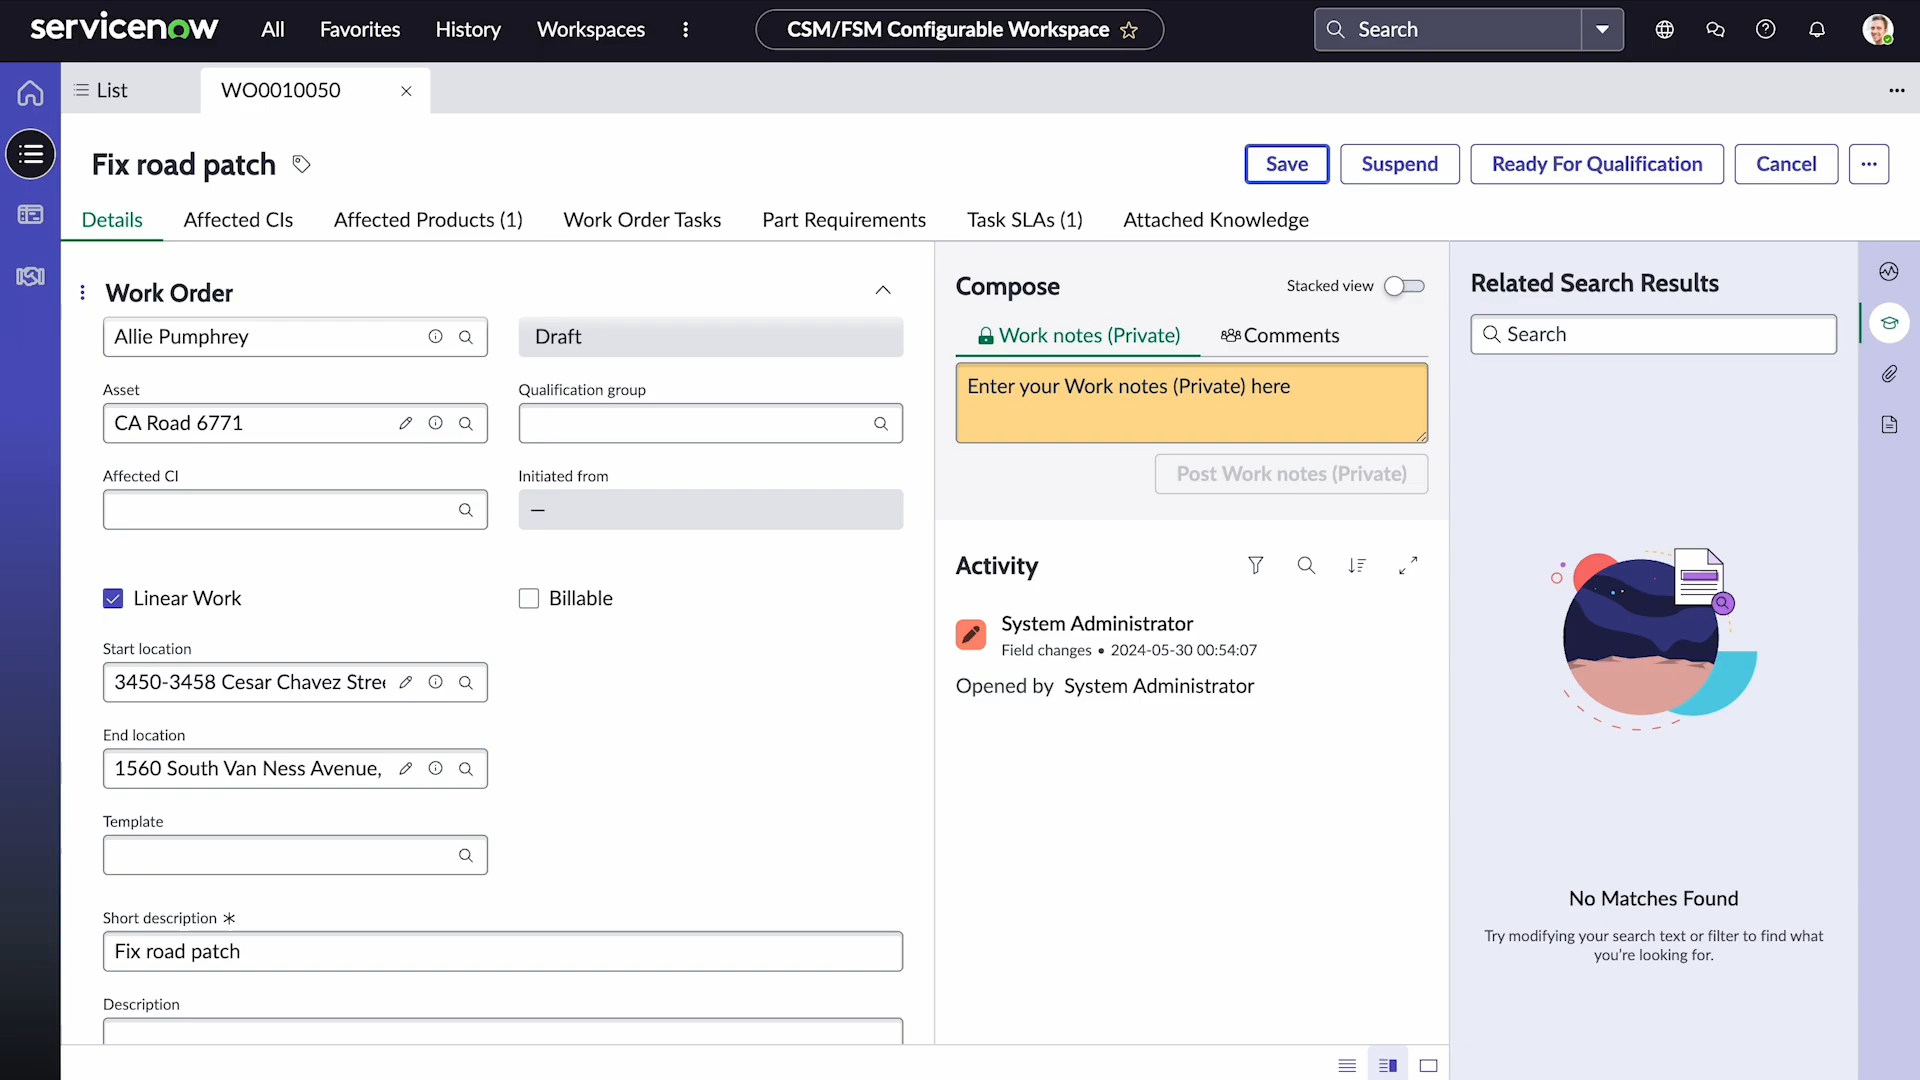 servicenow
All
Favorites
History
Workspaces
CSM/FSM Configurable Workspace
Search
List
WO0010050
Fix road patch
Save
Suspend
Ready For Qualification
Cancel
Details
Affected CIs
Affected Products (1)
Work Order Tasks
Part Requirements
Task SLAs (1)
Attached Knowledge
Work Order
Allie Pumphrey
Draft
Asset
CA Road 6771
Qualification group
Affected CI
Initiated from
—
Linear Work
Billable
Start location
3450-3458 Cesar Chavez Stree
End location
1560 South Van Ness Avenue,
Template
Short description *
Fix road patch
Description
Compose
Stacked view
Work notes (Private)
Comments
Enter your Work notes (Private) here
Post Work notes (Private)
Activity
System Administrator
Field changes • 2024-05-30 00:54:07
Opened by System Administrator
Related Search Results
Search
No Matches Found
Try modifying your search text or filter to find what
you're looking for.